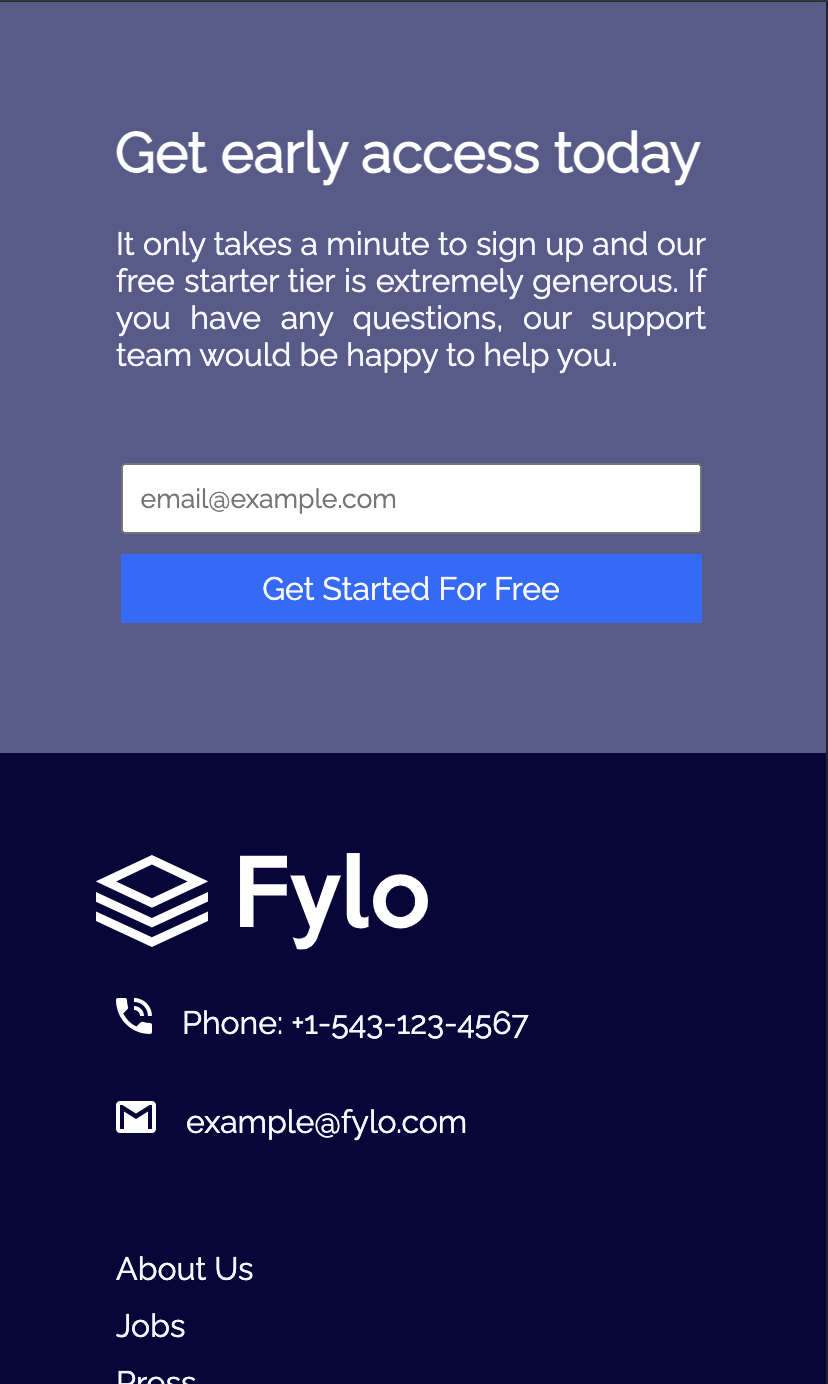 Get early access today
It only takes a minute to sign up and our
free starter tier is extremely generous. If
you have any questions, our support
team would be happy to help you.
email@example.com
Get Started For Free
Fylo
Phone: +1-543-123-4567
example@fylo.com
About Us
Jobs
Press